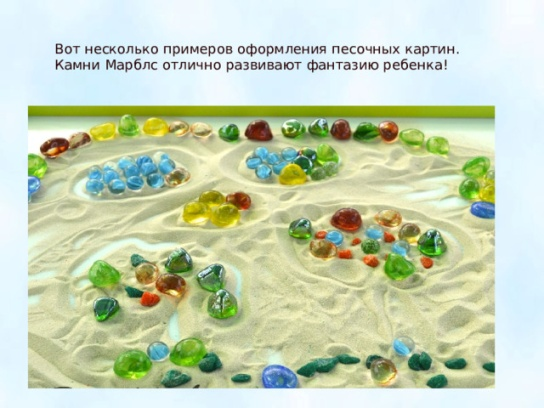 Вот несколько примеров оформления песочных картин.
Камни Марблс отлично развивают фантазию ребенка!